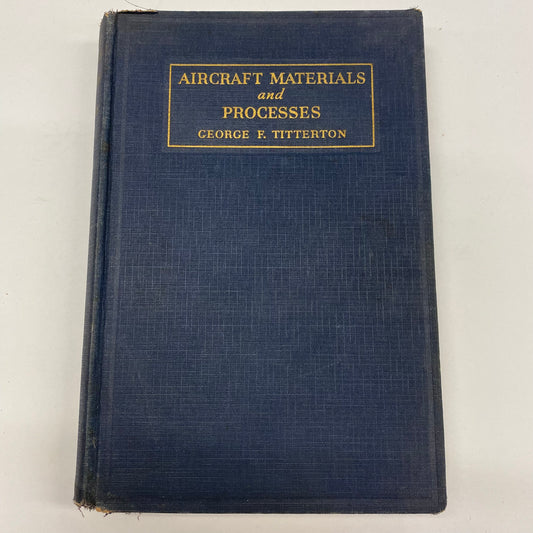 AIRCRAFT MATERIALS
and
PROCESSES
GEORGE F. TITTERTON